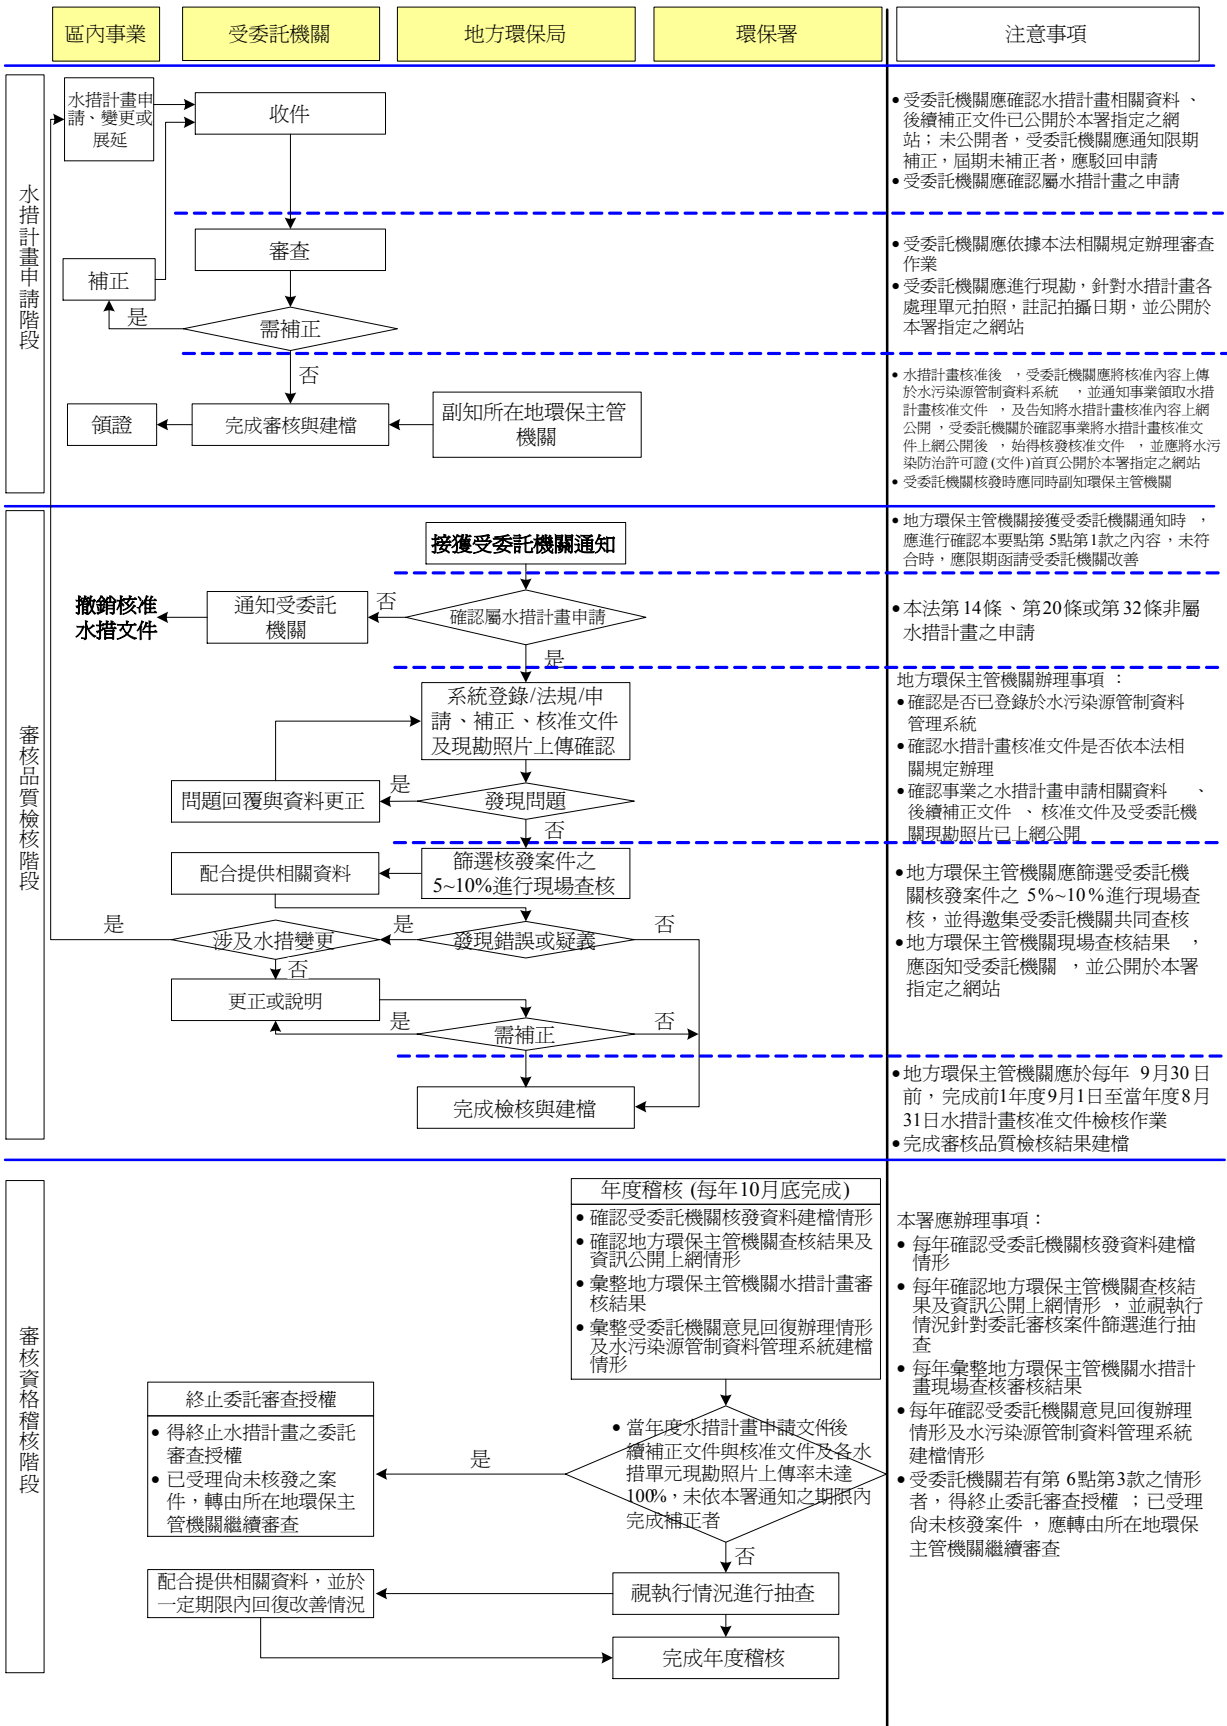 區內事業
受委託機關
地方環保局
環保署
注意事項
水措計畫申請階段
水措計畫申
請、變更或
展延
收件
審查
補正
是
需補正
否
領證
完成審核與建檔
副知所在地環保主管
機關
•受委託機關應確認水措計畫相關資料、
後續補正文件已公開於本署指定之網
站；未公開者，受委託機關應通知限期
補正，屆期未補正者，應駁回申請
•受委託機關應確認屬水措計畫之申請
•受委託機關應依據本法相關規定辦理審查
作業
•受委託機關應進行現勘，針對水措計畫各
處理單元拍照，註記拍攝日期，並公開於
本署指定之網站
•水措計畫核准後，受委託機關應將核准內容上傳
於水污染源管制資料系統，並通知事業領取水措
計畫核准文件，及告知將水措計畫核准內容上網
公開，受委託機關於確認事業將水措計畫核准文
件上網公開後，始得核發核准文件，並應將水污
染防治許可證(文件)首頁公開於本署指定之網站
•受委託機關核發時應同時副知環保主管機關
審核品質檢核階段
接獲受委託機關通知
撤銷核准
水措文件
通知受委託
機關
否
確認屬水措計畫申請
是
系統登錄/法規/申
請、補正、核准文件
及現勘照片上傳確認
問題回覆與資料更正
是
發現問題
否
配合提供相關資料
篩選核發案件之
5~10%進行現場查核
是
涉及水措變更
是
發現錯誤或疑義
否
否
更正或說明
是
需補正
否
完成檢核與建檔
•地方環保主管機關接獲受委託機關通知時，
應進行確認本要點第5點第1款之內容，未符
合時，應限期函請受委託機關改善
•本法第14條、第20條或第32條非屬
水措計畫之申請
地方環保主管機關辦理事項：
•確認是否已登錄於水污染源管制資料
管理系統
•確認水措計畫核准文件是否依本法相
關規定辦理
•確認事業之水措計畫申請相關資料、
後續補正文件、核准文件及受委託機
關現勘照片已上網公開
•地方環保主管機關應篩選受委託機
關核發案件之 5%~10%進行現場查
核，並得邀集受委託機關共同查核
•地方環保主管機關現場查核結果，
應函知受委託機關，並公開於本署
指定之網站
•地方環保主管機關應於每年 9月30日
前，完成前1年度9月1日至當年度8月
31日水措計畫核准文件檢核作業
•完成審核品質檢核結果建檔
審核資格稽核階段
年度稽核 (每年10月底完成)
•確認受委託機關核發資料建檔情形
•確認地方環保主管機關查核結果及
資訊公開上網情形
•彙整地方環保主管機關水措計畫審
核結果
•彙整受委託機關意見回復辦理情形
及水污染源管制資料管理系統建檔
情形
終止委託審查授權
•得終止水措計畫之委託
審查授權
•已受理尚未核發之案
件，轉由所在地環保主
管機關繼續審查
是
•當年度水措計畫申請文件後
續補正文件與核准文件及各水
措單元現勘照片上傳率未達
100%，未依本署通知之期限內
完成補正者
否
配合提供相關資料，並於
一定期限內回復改善情況
視執行情況進行抽查
完成年度稽核
本署應辦理事項：
•每年確認受委託機關核發資料建檔
情形
•每年確認地方環保主管機關查核結
果及資訊公開上網情形，並視執行
情況針對委託審核案件篩選進行抽
查
•每年彙整地方環保主管機關水措計
畫現場查核審核結果
•每年確認受委託機關意見回復辦理
情形及水污染源管制資料管理系統
建檔情形
•受委託機關若有第 6點第3款之情形
者，得終止委託審查授權；已受理
尚未核發案件，應轉由所在地環保
主管機關繼續審查